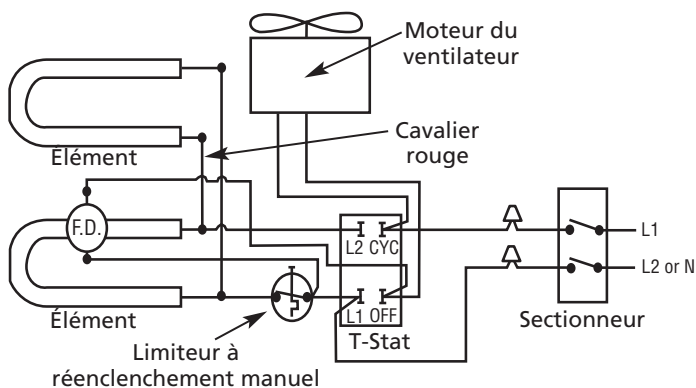 Moteur du
ventilateur
Cavalier
rouge
Élément
F.D.
L2 CYC
L1
L2 or N
L1 OFF
Élément
T-Stat
Sectionneur
Limiteur à
réenclenchement manuel